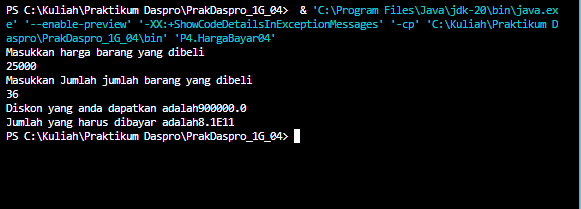 PS C:\Kuliah\Praktikum Daspro\PrakDaspro_1G_04>  & 'C:\Program Files\Java\jdk-20\bin\java.ex
e' '--enable-preview' '-XX:+ShowCodeDetailsInExceptionMessages' '-cp' 'C:\Kuliah\Praktikum D
aspro\PrakDaspro_1G_04\bin' 'P4.HargaBayar04'
Masukkan harga barang yang dibeli
25000
Masukkan Jumlah jumlah barang yang dibeli
36
Diskon yang anda dapatkan adalah900000.0
Jumlah yang harus dibayar adalah8.1E11
PS C:\Kuliah\Praktikum Daspro\PrakDaspro_1G_04>